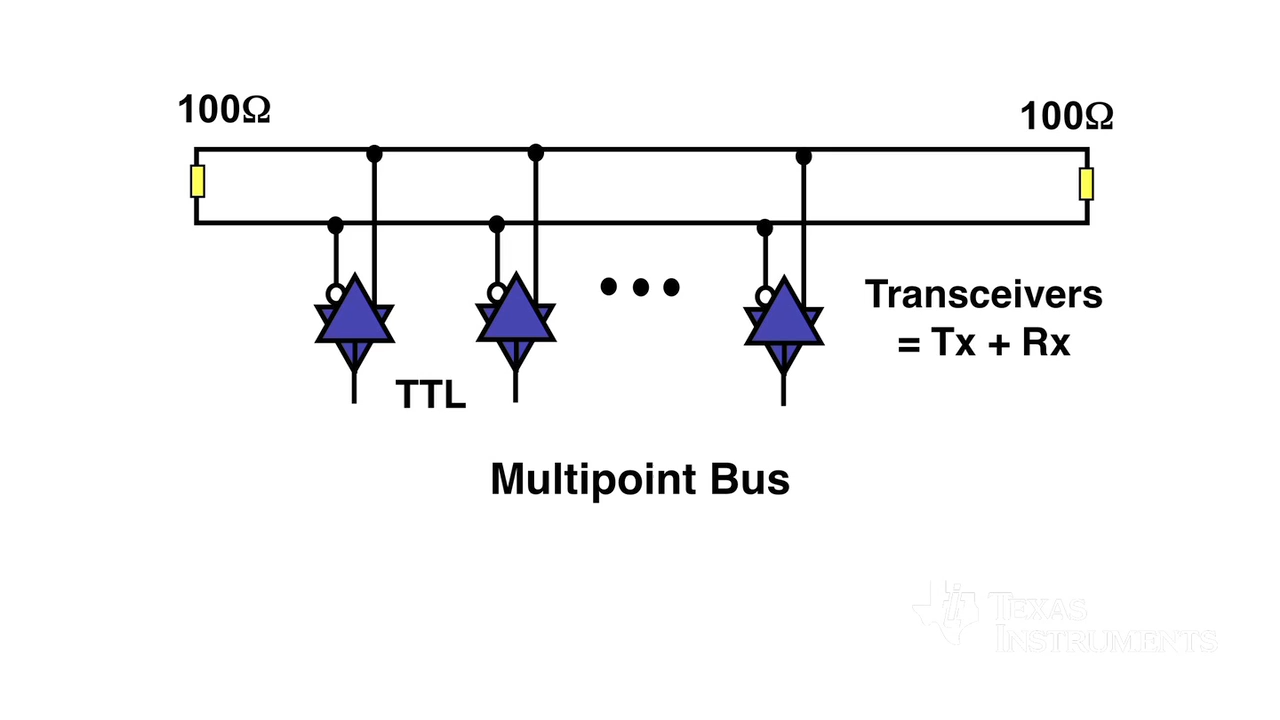 100Ω
100Ω
Transceivers
= Tx + Rx
TTL
Multipoint Bus
TEXAS
INSTRUMENTS